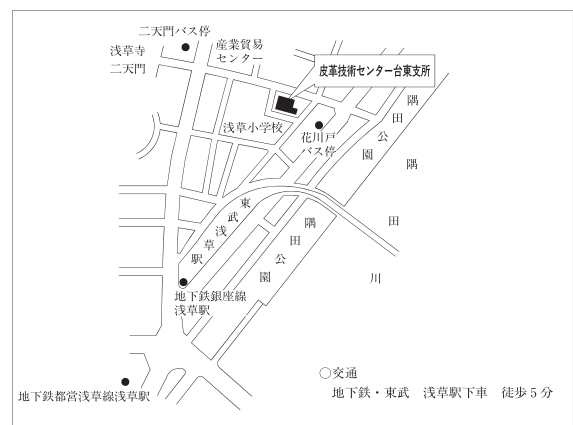 二天門バス停
浅草寺
二天門
産業貿易
センター
皮革技術センター台東支所
浅草小学校
花川戸
バス停
隅田公園
隅田川
東武浅草駅
隅田公園
地下鉄銀座線
浅草駅
地下鉄都営浅草線浅草駅
○交通
地下鉄・東武　浅草駅下車　徒歩5分